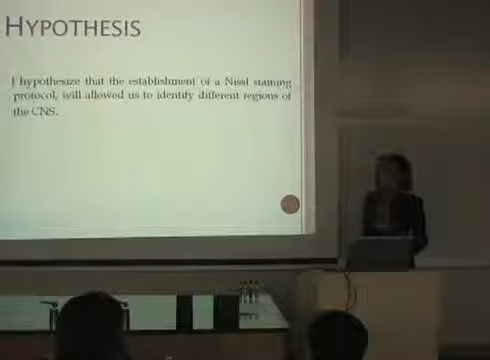 HYPOTHESIS
I hypothesize that the establishment of a Nissl staining
protocol, will allowed us to identify different regions of
the CNS.